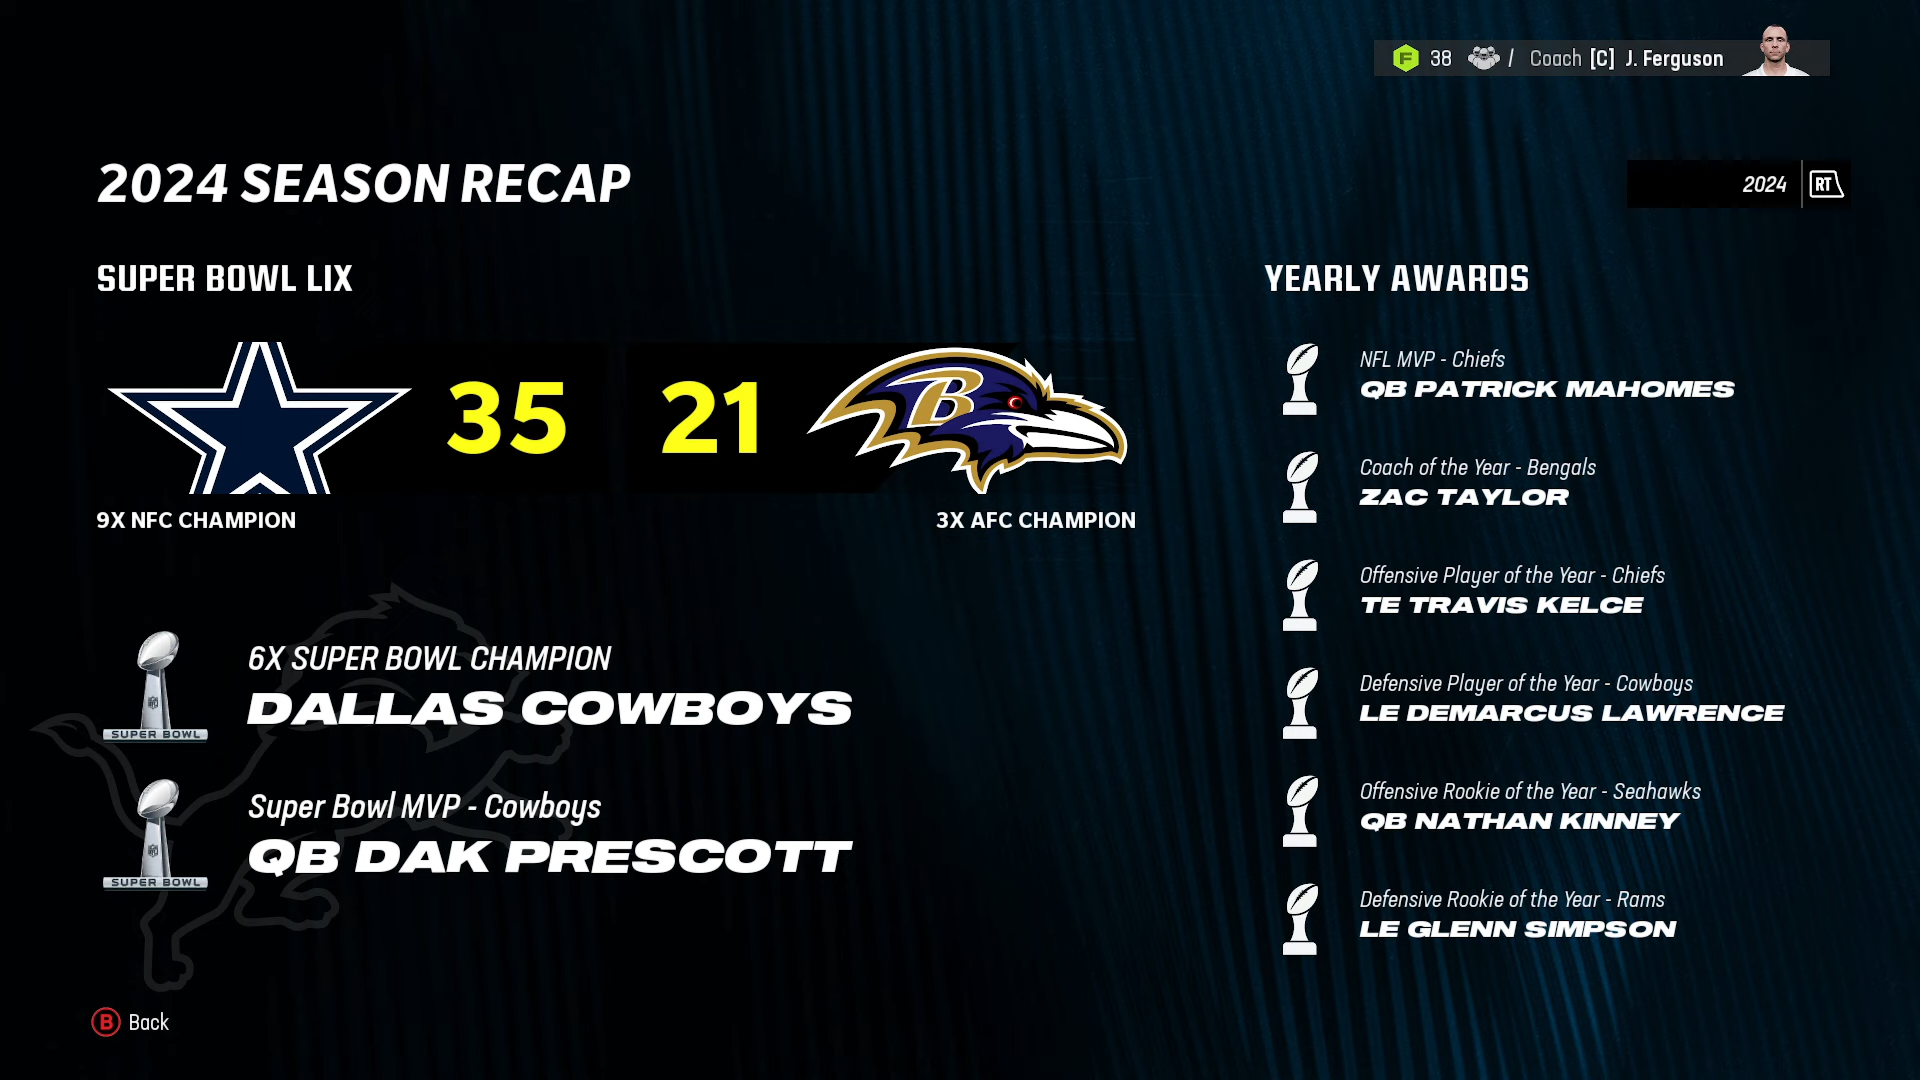 F 38 / Coach [C] J. Ferguson
2024 SEASON RECAP
2024 RT
SUPER BOWL LIX
35 21 B
9X NFC CHAMPION
3X AFC CHAMPION
6X SUPER BOWL CHAMPION
DALLAS COWBOYS
NFL
SUPER BOWL
Super Bowl MVP - Cowboys
QB DAK PRESCOTT
NFL
SUPER BOWL
YEARLY AWARDS
NFL MVP - Chiefs
QB PATRICK MAHOMES
Coach of the Year - Bengals
ZAC TAYLOR
Offensive Player of the Year - Chiefs
TE TRAVIS KELCE
Defensive Player of the Year - Cowboys
LE DEMARCUS LAWRENCE
Offensive Rookie of the Year - Seahawks
QB NATHAN KINNEY
Defensive Rookie of the Year - Rams
LE GLENN SIMPSON
B Back